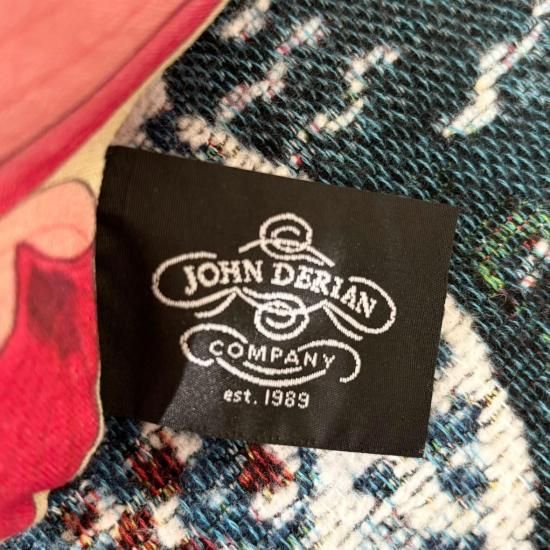 JOHN DERIAN
COMPANY
est. 1989